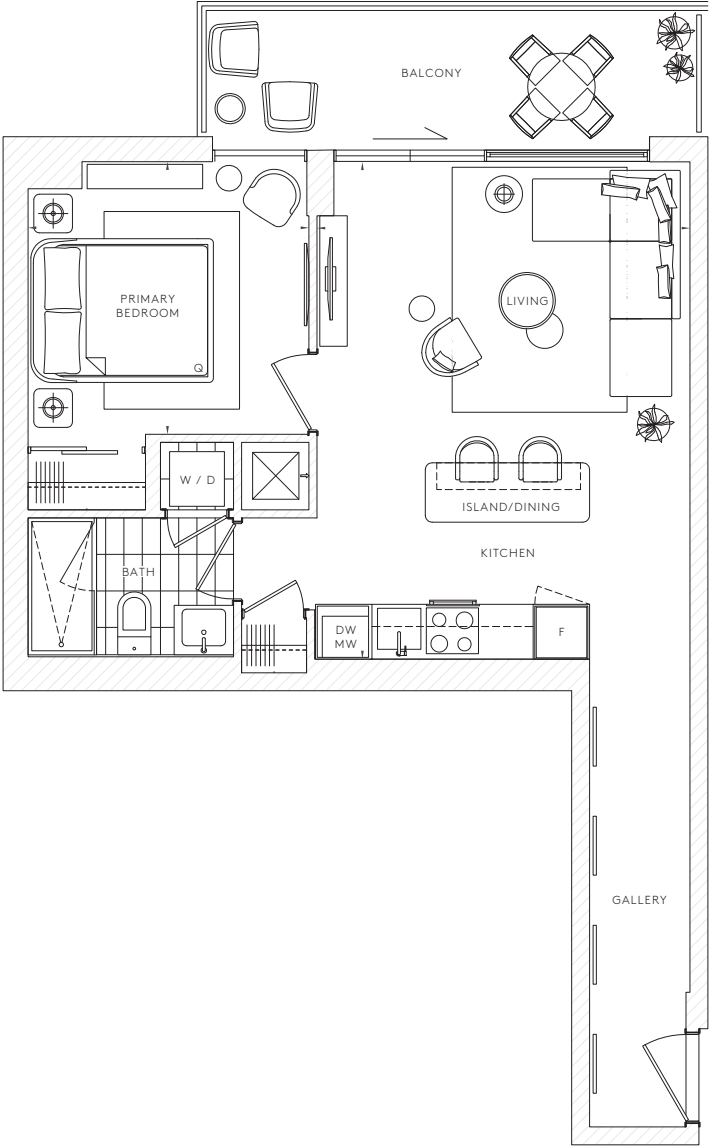 BALCONY
PRIMARY
BEDROOM
LIVING
Q
W / D
ISLAND/DINING
KITCHEN
BATH
DW
MW
F
GALLERY